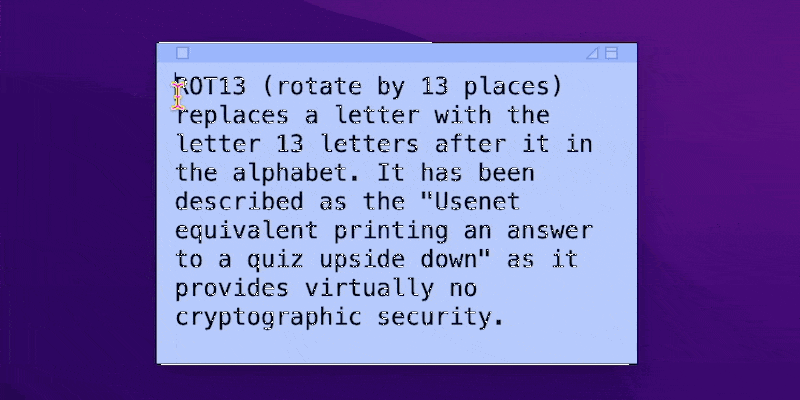 ROT13 (rotate by 13 places)
replaces a letter with the
letter 13 letters after it in
the alphabet. It has been
described as the "Usenet
equivalent printing an answer
to a quiz upside down" as it
provides virtually no
cryptographic security.